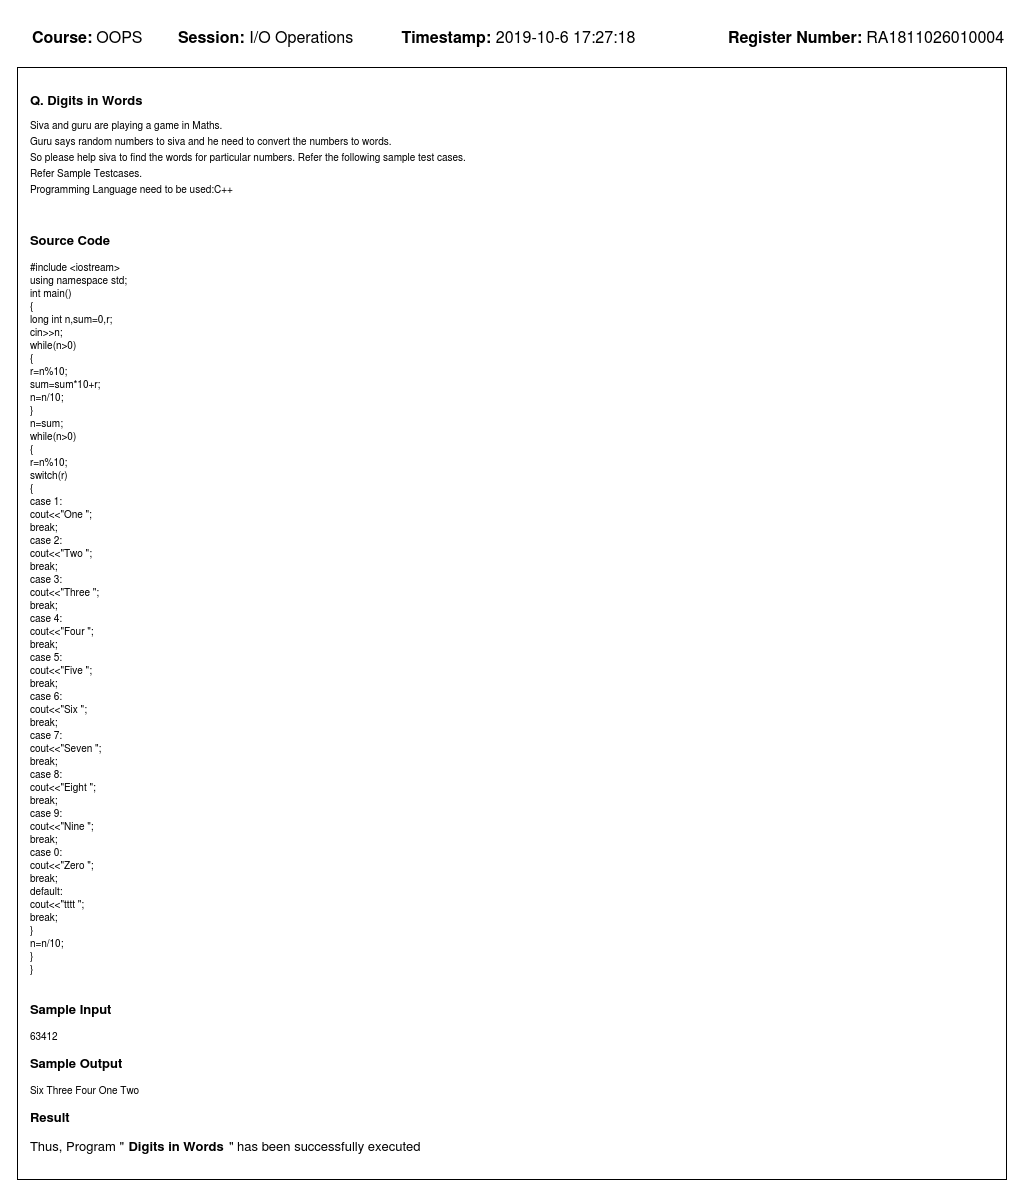 Course: OOPS Session: I/O Operations Timestamp: 2019-10-6 17:27:18 Register Number: RA1811026010004
Q. Digits in Words
Siva and guru are playing a game in Maths.
Guru says random numbers to siva and he need to convert the numbers to words.
So please help siva to find the words for particular numbers. Refer the following sample test cases.
Refer Sample Testcases.
Programming Language need to be used:C++
Source Code
#include <iostream>
using namespace std;
int main()
{
long int n,sum=0,r;
cin>>n;
while(n>0)
{
r=n%10;
sum=sum*10+r;
n=n/10;
}
n=sum;
while(n>0)
{
r=n%10;
switch(r)
{
case 1:
cout<<"One ";
break;
case 2:
cout<<"Two ";
break;
case 3:
cout<<"Three ";
break;
case 4:
cout<<"Four ";
break;
case 5:
cout<<"Five ";
break;
case 6:
cout<<"Six ";
break;
case 7:
cout<<"Seven ";
break;
case 8:
cout<<"Eight ";
break;
case 9:
cout<<"Nine ";
break;
case 0:
cout<<"Zero ";
break;
default:
cout<<"tttt ";
break;
}
n=n/10;
}
}
Sample Input
63412
Sample Output
Six Three Four One Two
Result
Thus, Program " Digits in Words " has been successfully executed